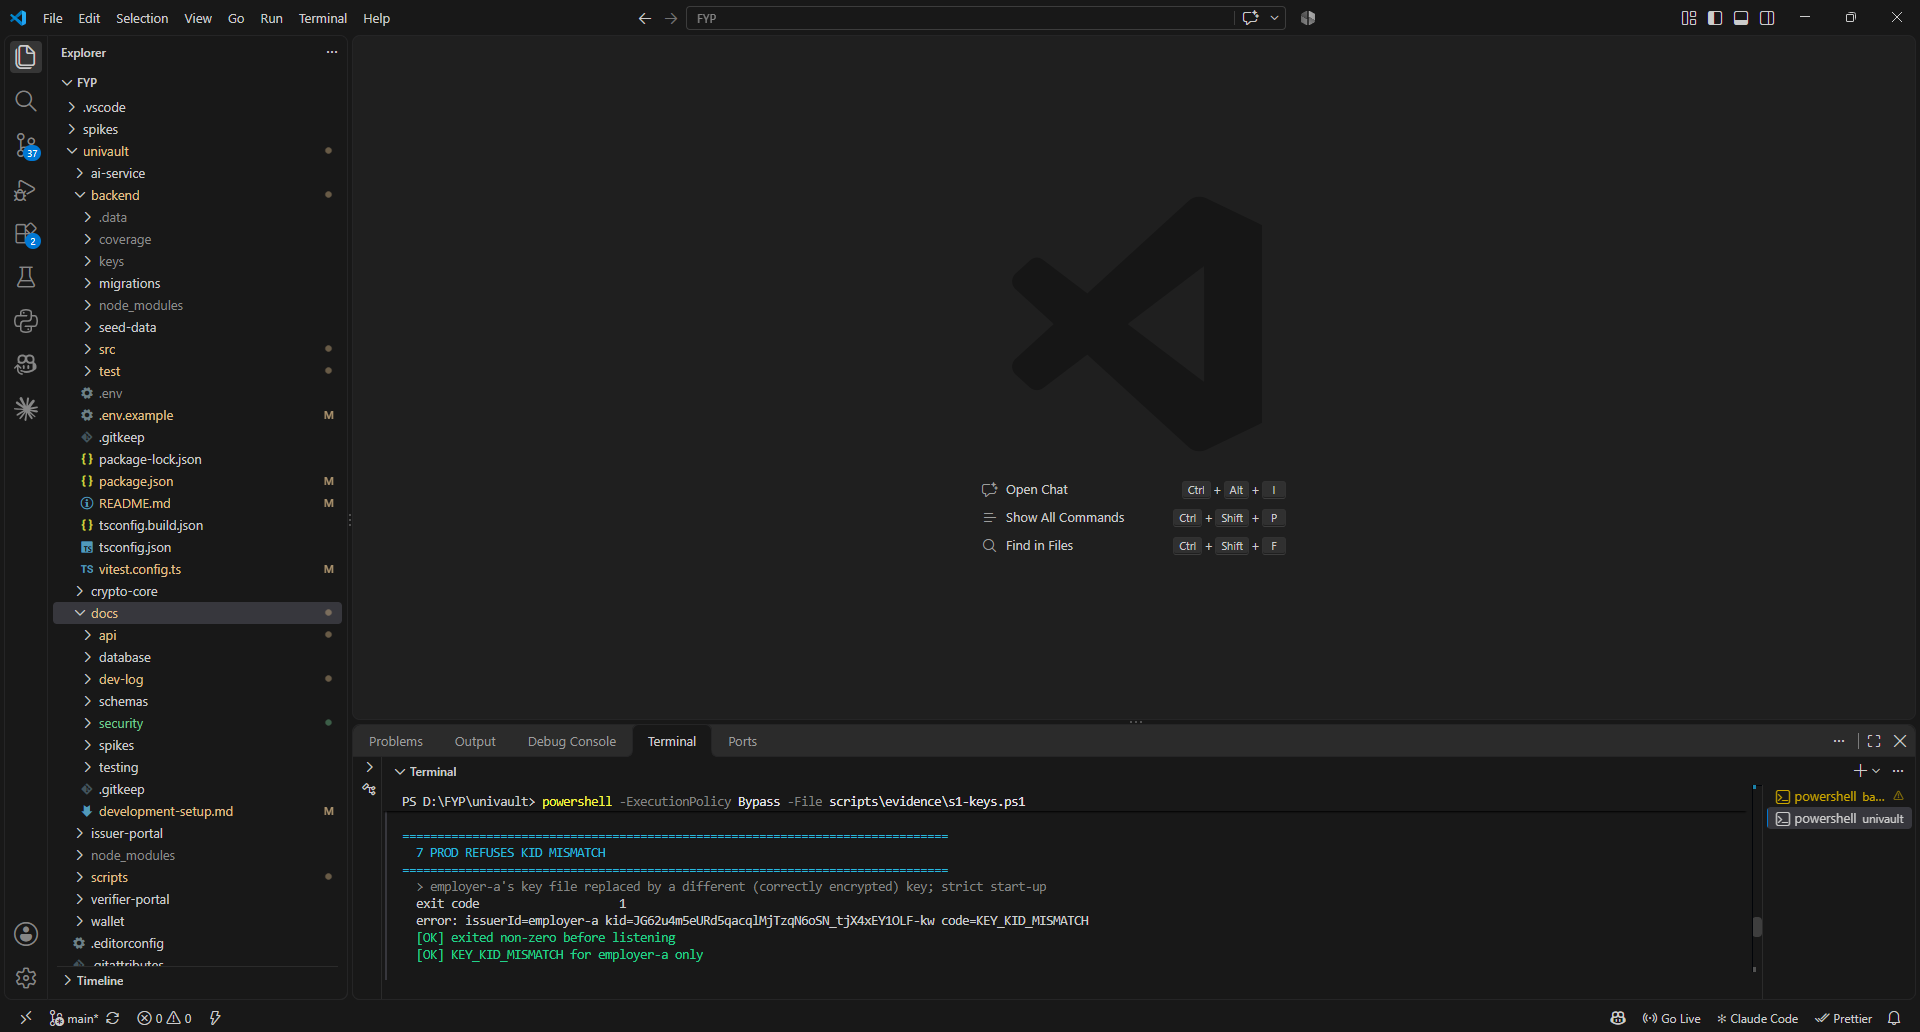 File Edit Selection View Go Run Terminal Help
FYP
Explorer
FYP
.vscode
spikes
univault
ai-service
backend
.data
coverage
keys
migrations
node_modules
seed-data
src
test
.env
.env.example M
.gitkeep
package-lock.json
package.json M
README.md M
tsconfig.build.json
tsconfig.json
vitest.config.ts M
crypto-core
docs
api
database
dev-log
schemas
security
spikes
testing
.gitkeep
development-setup.md M
issuer-portal
node_modules
scripts
verifier-portal
wallet
.editorconfig
.gitattributes
Timeline
37
2
Open Chat Ctrl + Alt + I
Show All Commands Ctrl + Shift + P
Find in Files Ctrl + Shift + F
Problems Output Debug Console Terminal Ports
Terminal
PS D:\FYP\univault> powershell -ExecutionPolicy Bypass -File scripts\evidence\s1-keys.ps1
==============================================================================
7 PROD REFUSES KID MISMATCH
==============================================================================
> employer-a's key file replaced by a different (correctly encrypted) key; strict start-up
exit code 1
error: issuerId=employer-a kid=JG62u4m5eURd5qacqlMjTzqN6oSN_tjX4xEY1OLF-kw code=KEY_KID_MISMATCH
[OK] exited non-zero before listening
[OK] KEY_KID_MISMATCH for employer-a only
powershell ba...
powershell univault
main* 0 0 Go Live Claude Code Prettier